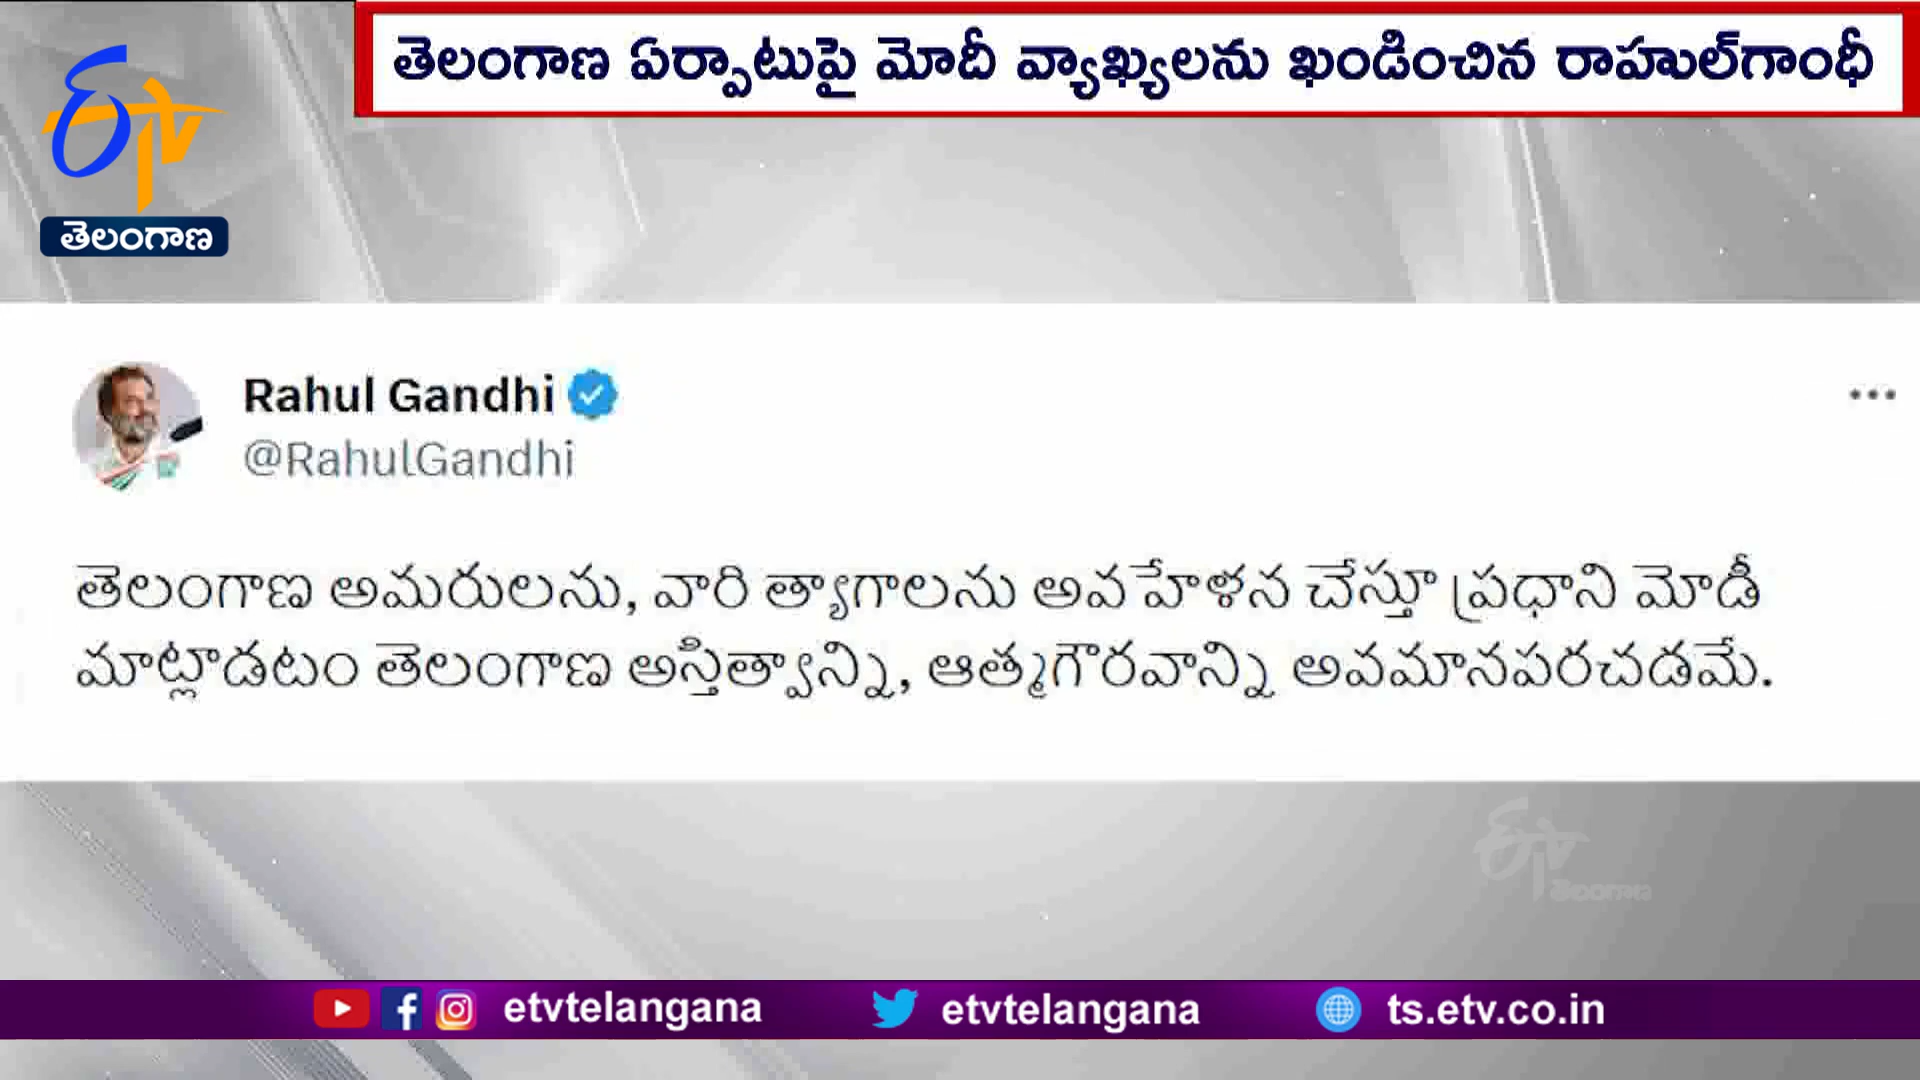 తెలంగాణ ఏర్పాటుపై మోదీ వ్యాఖ్యలను ఖండించిన రాహుల్‌గాంధీ
ETV
తెలంగాణ
Rahul Gandhi
@RahulGandhi
తెలంగాణ అమరులను, వారి త్యాగాలను అవహేళన చేస్తూ ప్రధాని మోడీ
మాట్లాడటం తెలంగాణ అస్తిత్వాన్ని, ఆత్మగౌరవాన్ని అవమానపరచడమే.
ETV
etvtelangana
etvtelangana
ts.etv.co.in